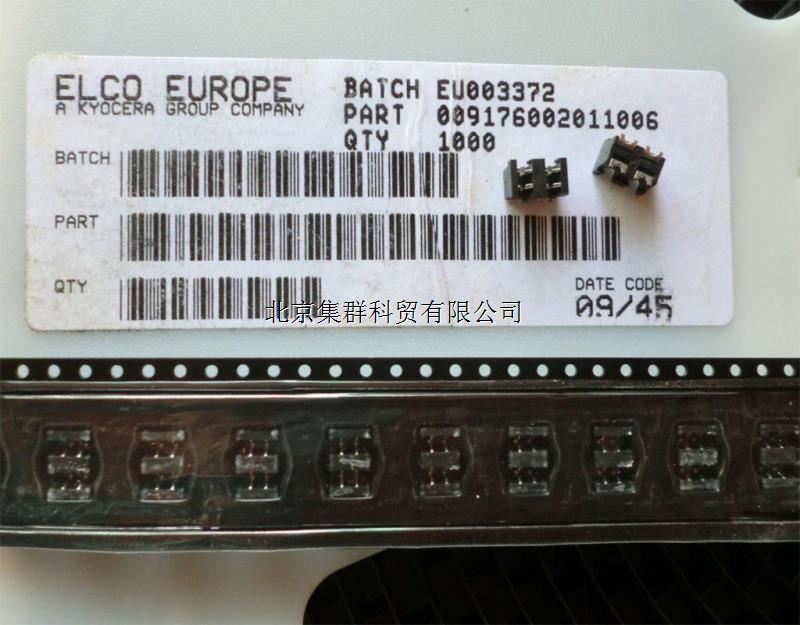 ELCO EUROPE
A KYOCERA GROUP COMPANY
BATCH EU003372
PART 009176002011006
QTY 1000
BATCH
PART
QTY
DATE CODE
09/45
北京集群科贸有限公司